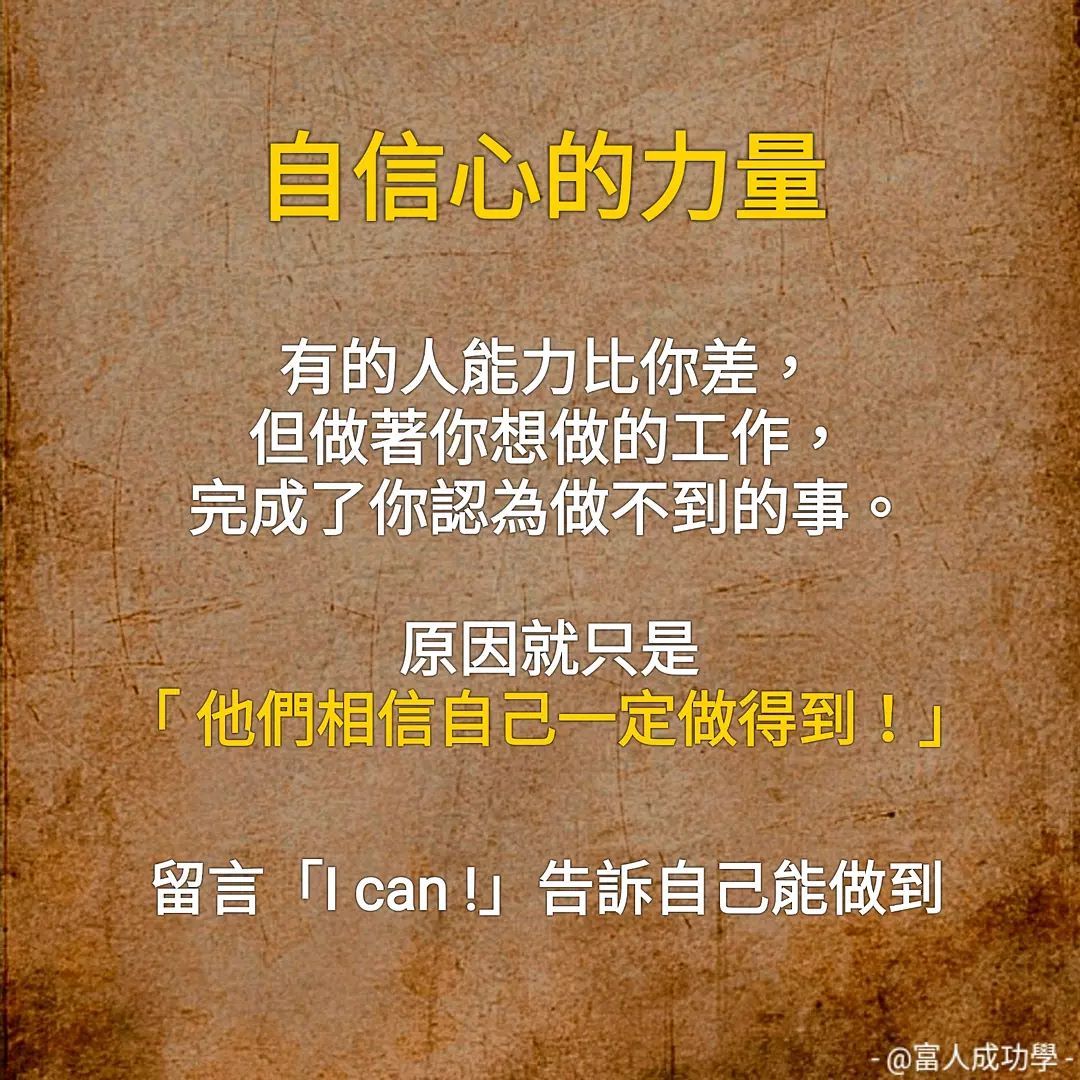 自信心的力量
有的人能力比你差，
但做著你想做的工作，
完成了你認為做不到的事。
原因就只是
「他們相信自己一定做得到！」
留言「I can !」告訴自己能做到
- @富人成功學 -